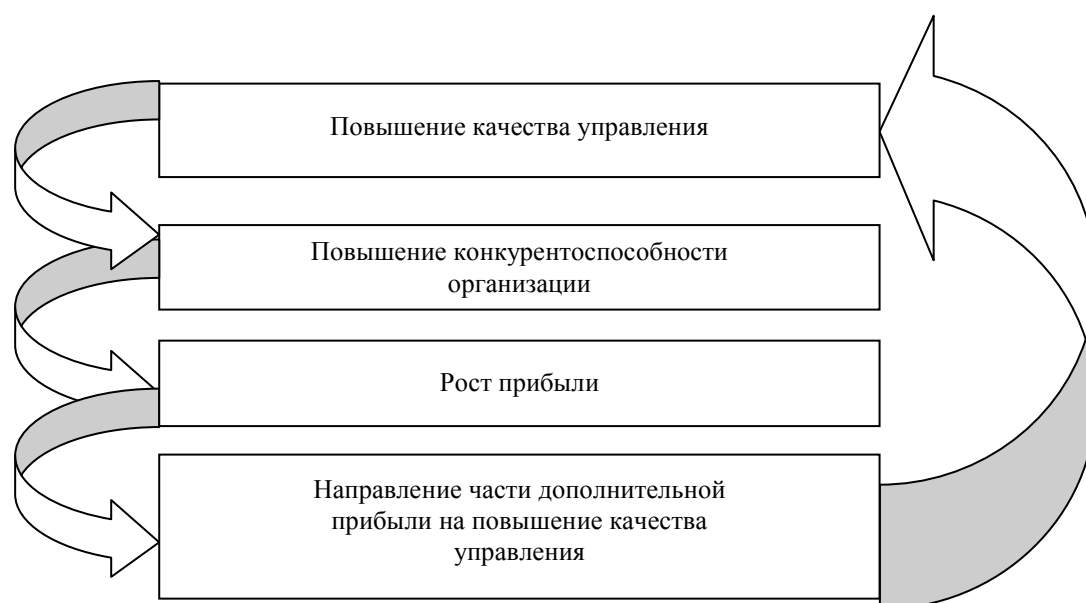 Повышение качества управления
Повышение конкурентоспособности
организации
Рост прибыли
Направление части дополнительной
прибыли на повышение качества
управления